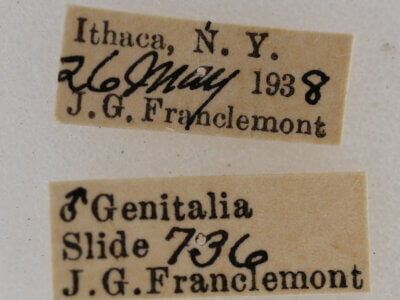 Ithaca, N. Y.
26 May 1938
J. G. Franclemont
♂ Genitalia
Slide 736
J.G.Franclemont